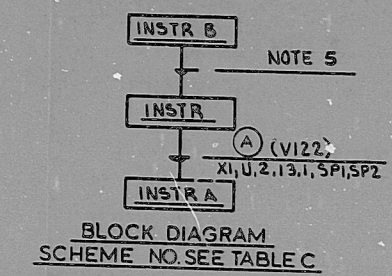 INSTR B
NOTE 5
INSTR
A (V122)
X1, U, 2, 13, 1, SP1, SP2
INSTR A
BLOCK DIAGRAM
SCHEME NO. SEE TABLE C